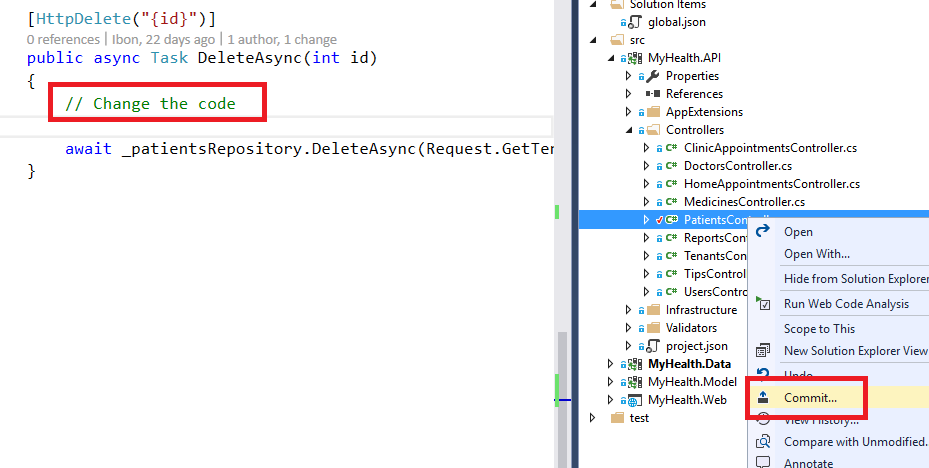 [HttpDelete("{id}")]
0 references | Ibon, 22 days ago | 1 author, 1 change
public async Task DeleteAsync(int id)
{
// Change the code
await _patientsRepository.DeleteAsync(Request.GetTe
}
Solution Items
global.json
src
MyHealth.API
Properties
References
AppExtensions
Controllers
C# ClinicAppointmentsController.cs
C# DoctorsController.cs
C# HomeAppointmentsController.cs
C# MedicinesController.cs
C# PatientsController
C# ReportsCon
C# TenantsCon
C# TipsControl
C# UsersContro
Infrastructure
Validators
project.json
MyHealth.Data
MyHealth.Model
MyHealth.Web
test
Open
Open With...
Hide from Solution Explorer
Run Web Code Analysis
Scope to This
New Solution Explorer View
Undo
Commit...
View History...
Compare with Unmodified.
Annotate